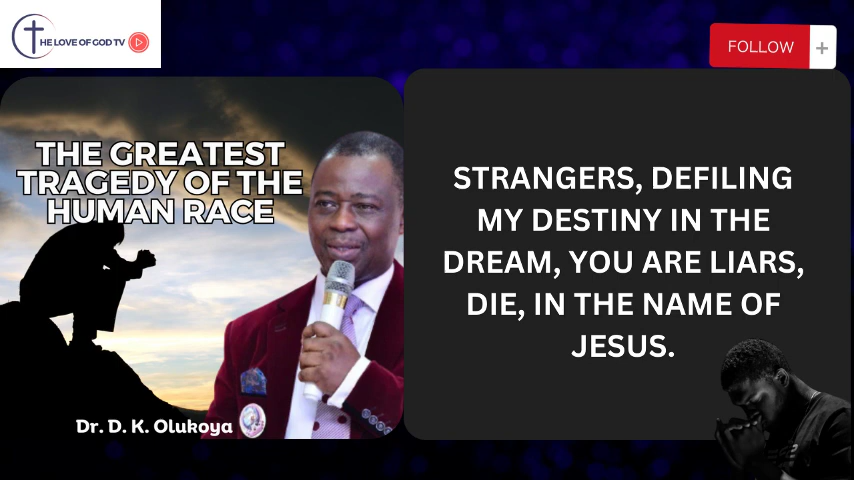 THE LOVE OF GOD TV
FOLLOW +
THE GREATEST
TRAGEDY OF THE
HUMAN RACE
Dr. D. K. Olukoya
STRANGERS, DEFILING
MY DESTINY IN THE
DREAM, YOU ARE LIARS,
DIE, IN THE NAME OF
JESUS.